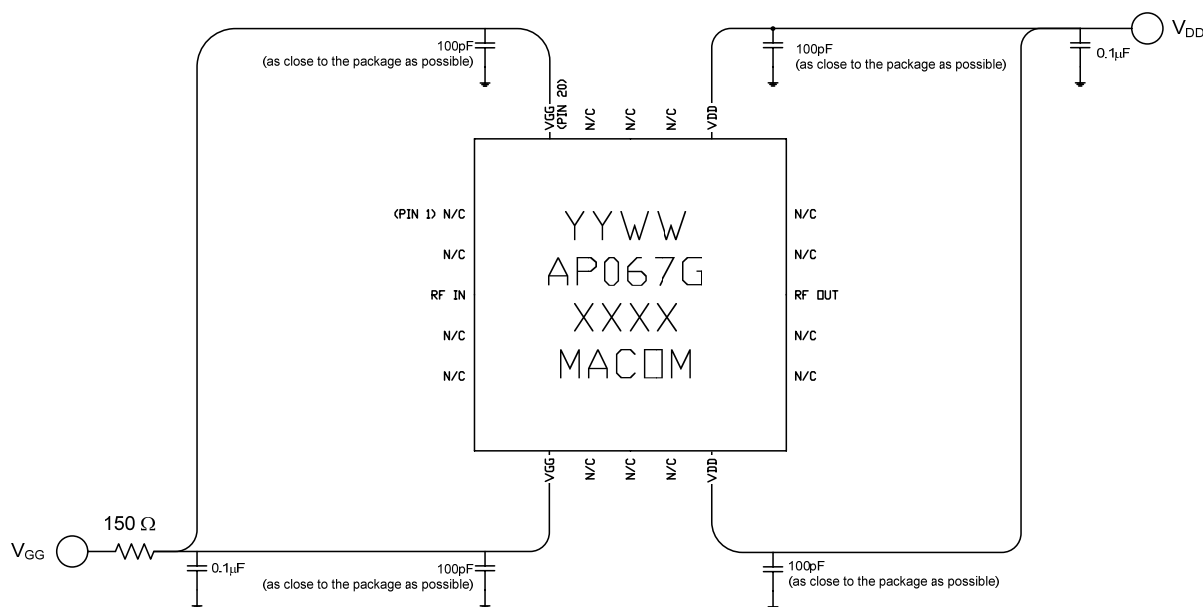 V_DD
100pF
(as close to the package as possible)
100pF
(as close to the package as possible)
0.1µF
VGG
(PIN 20)
N/C
N/C
N/C
VDD
(PIN 1) N/C
N/C
RF IN
N/C
N/C
YYWW
AP067G
XXXX
MACOM
N/C
N/C
RF OUT
N/C
N/C
VGG
N/C
N/C
N/C
VDD
150 Ω
V_GG
0.1µF
100pF
(as close to the package as possible)
100pF
(as close to the package as possible)